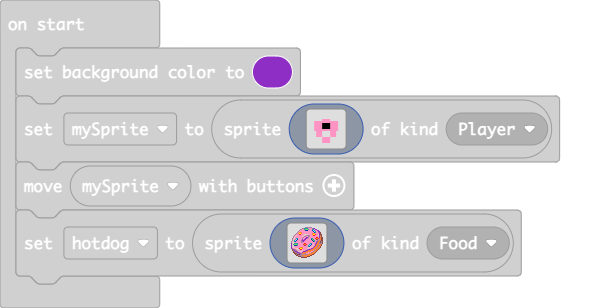 on start
set background color to
set mySprite to sprite of kind Player
move mySprite with buttons
set hotdog to sprite of kind Food